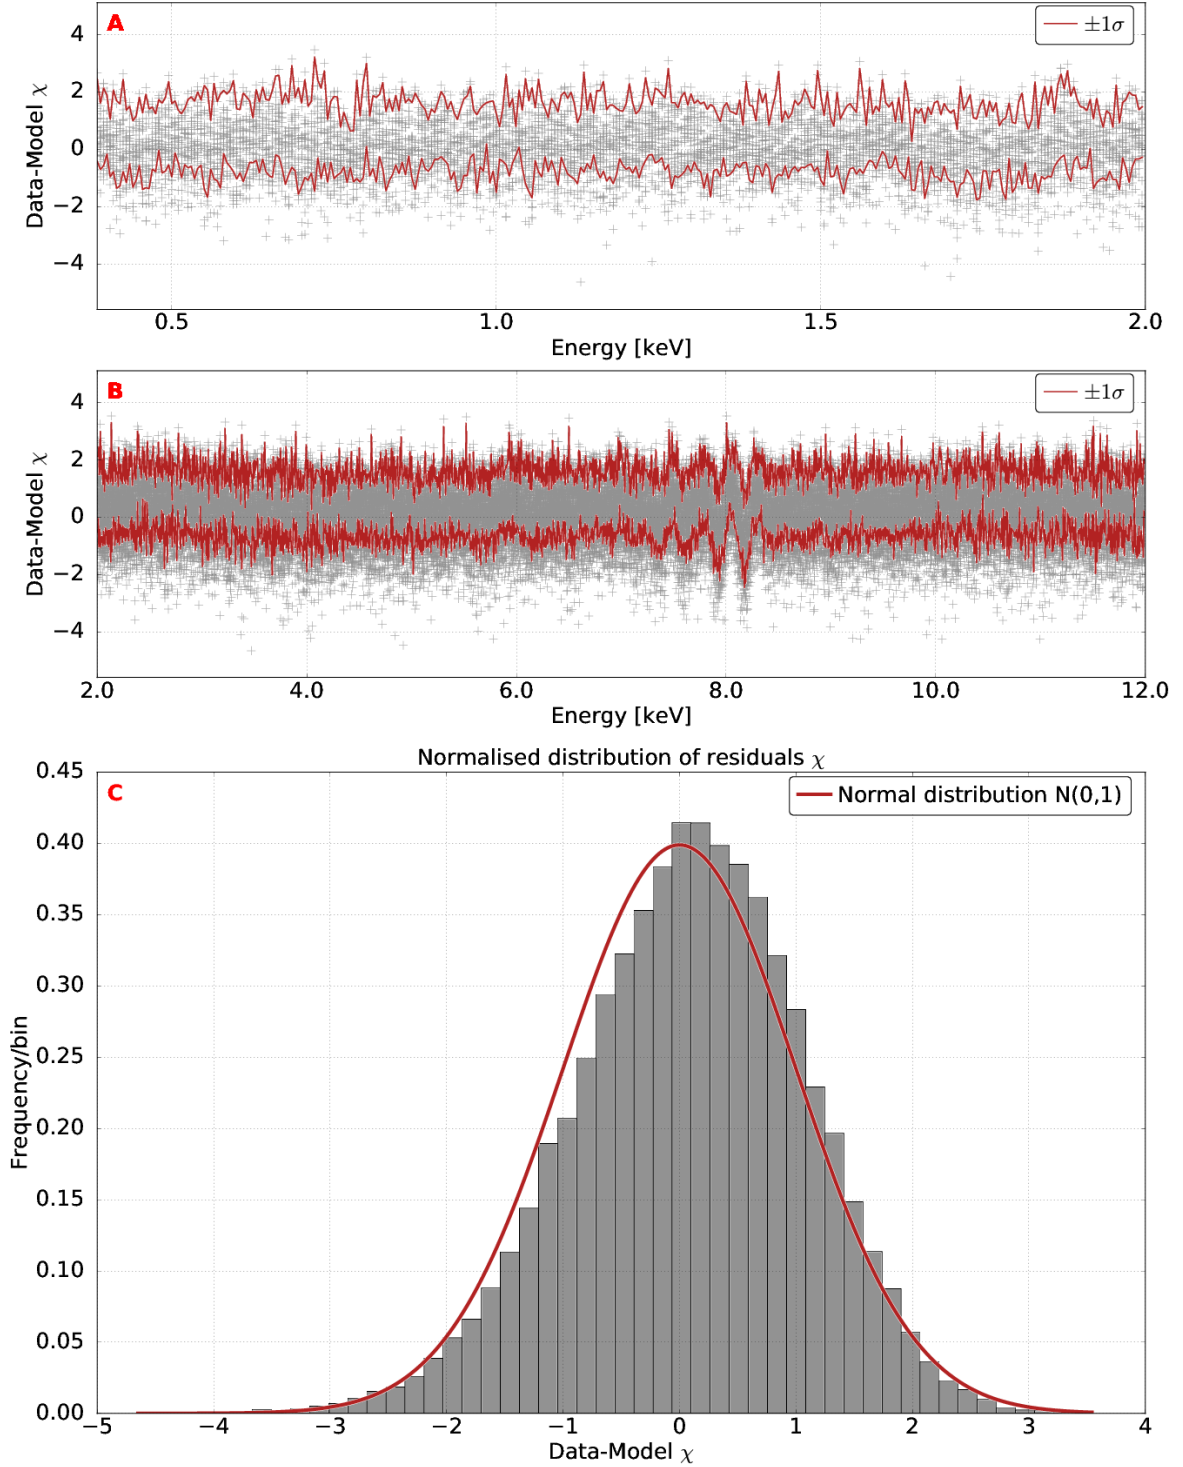 A
±1σ
4
2
0
−2
−4
Data-Model χ
0.5 1.0 1.5 2.0
Energy [keV]
B
±1σ
4
2
0
−2
−4
Data-Model χ
2.0 4.0 6.0 8.0 10.0 12.0
Energy [keV]
Normalised distribution of residuals χ
C
Normal distribution N(0,1)
0.45
0.40
0.35
0.30
0.25
0.20
0.15
0.10
0.05
0.00
Frequency/bin
−5 −4 −3 −2 −1 0 1 2 3 4
Data-Model χ